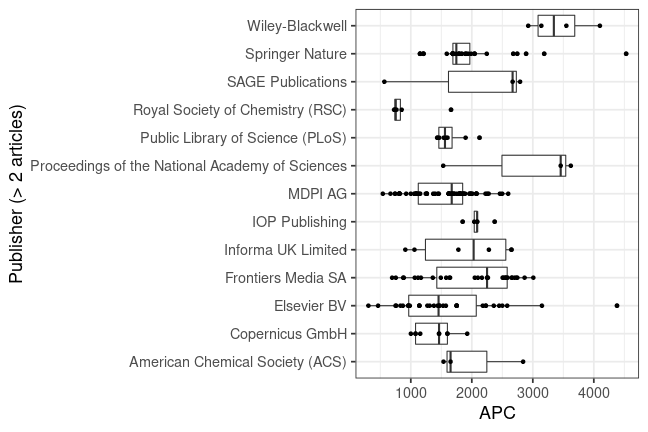 Wiley-Blackwell
Springer Nature
SAGE Publications
Royal Society of Chemistry (RSC)
Public Library of Science (PLoS)
Proceedings of the National Academy of Sciences
MDPI AG
IOP Publishing
Informa UK Limited
Frontiers Media SA
Elsevier BV
Copernicus GmbH
American Chemical Society (ACS)
Publisher (> 2 articles)
1000 2000 3000 4000
APC